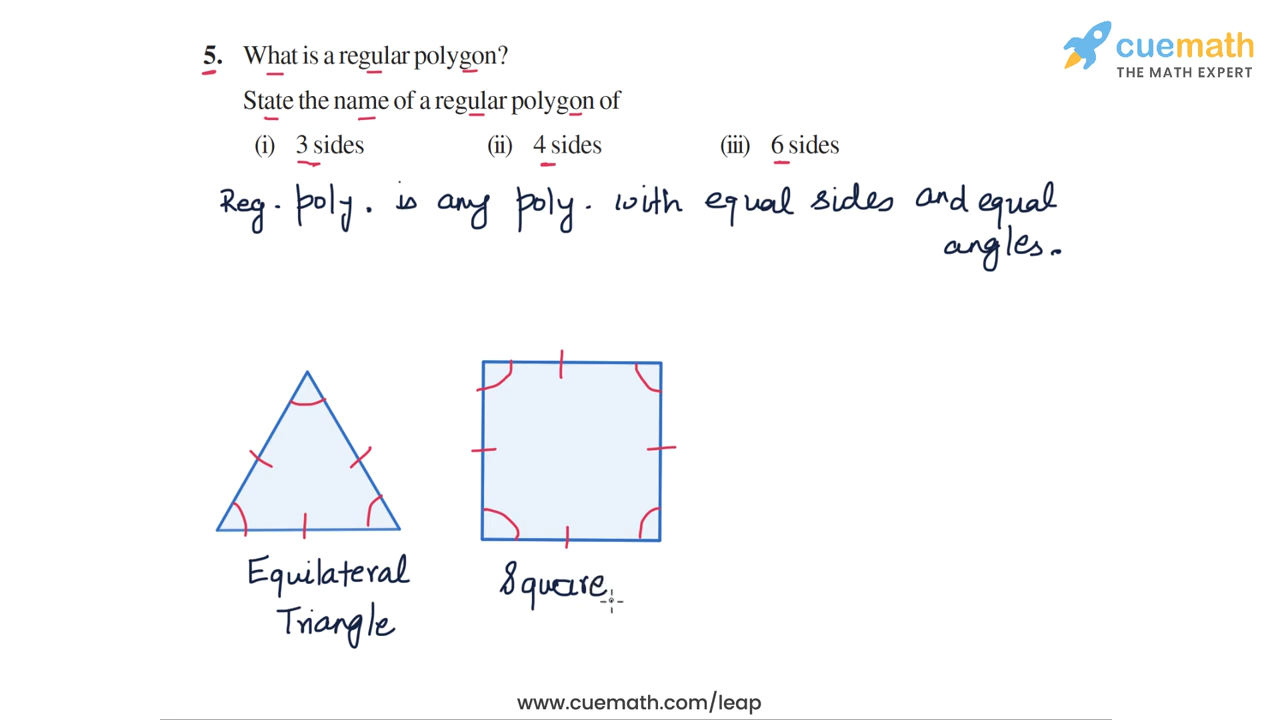 cuemath
THE MATH EXPERT
5. What is a regular polygon?
State the name of a regular polygon of
(i) 3 sides (ii) 4 sides (iii) 6 sides
Reg. poly. is any poly. with equal sides and equal
angles.
Equilateral
Triangle
Square
www.cuemath.com/leap